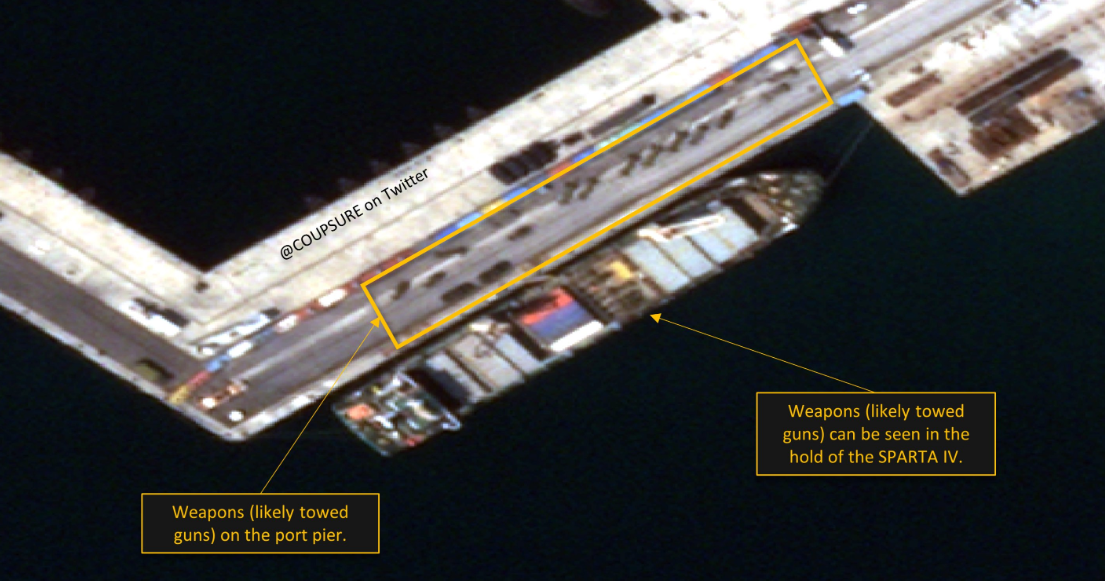 @COUPSURE on Twitter
Weapons (likely towed
guns) can be seen in the
hold of the SPARTA IV.
Weapons (likely towed
guns) on the port pier.